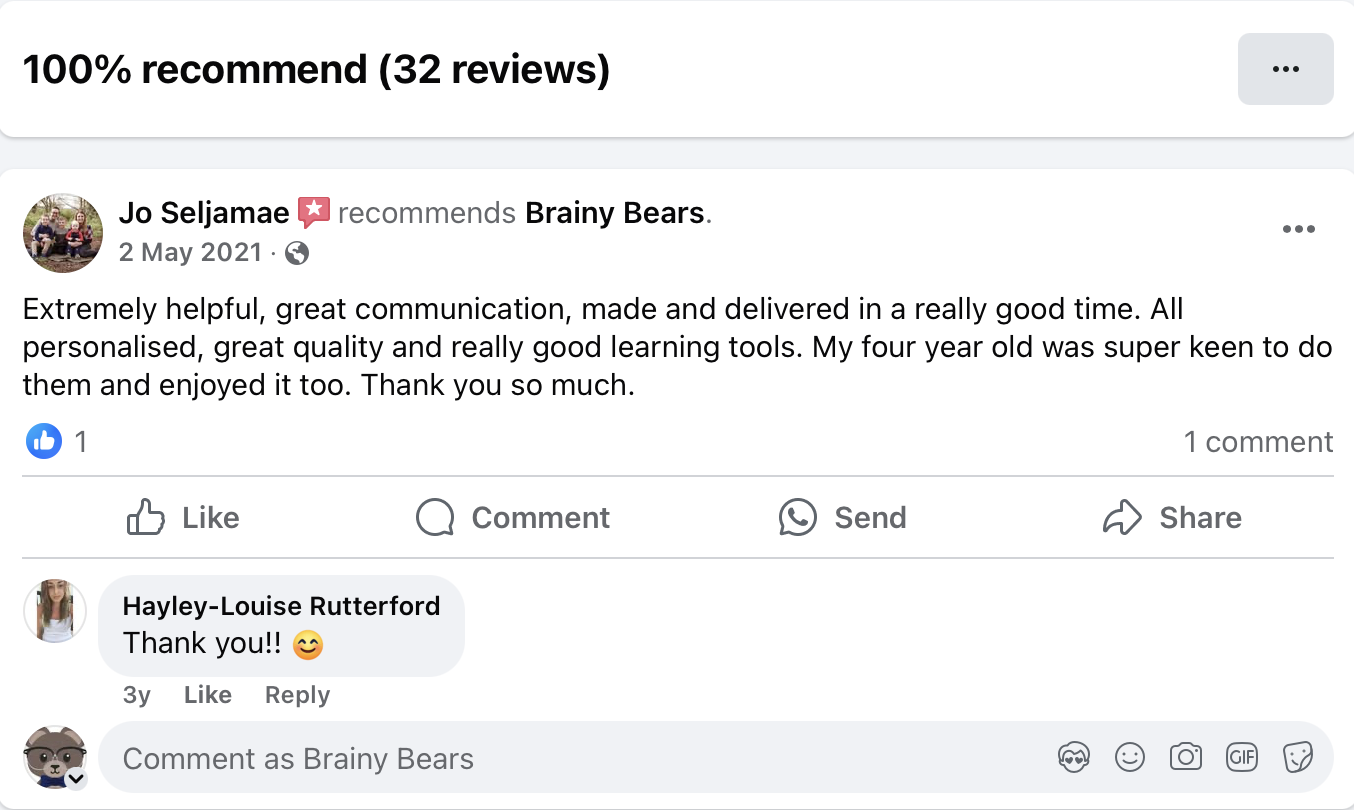 100% recommend (32 reviews)
Jo Seljamae recommends Brainy Bears.
2 May 2021 ·
Extremely helpful, great communication, made and delivered in a really good time. All
personalised, great quality and really good learning tools. My four year old was super keen to do
them and enjoyed it too. Thank you so much.
1 1 comment
Like Comment Send Share
Hayley-Louise Rutterford
Thank you!! 😊
3y Like Reply
Comment as Brainy Bears GIF